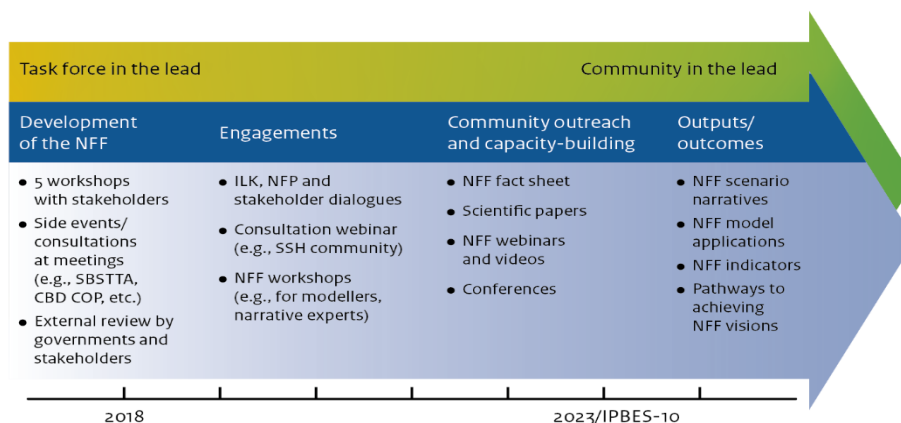 Task force in the lead
Community in the lead
Development
of the NFF
Engagements
Community outreach
and capacity-building
Outputs/
outcomes
• 5 workshops
with stakeholders
• Side events/
consultations
at meetings
(e.g., SBSTTA,
CBD COP, etc.)
• External review by
governments and
stakeholders
• ILK, NFP and
stakeholder dialogues
• Consultation webinar
(e.g., SSH community)
• NFF workshops
(e.g., for modellers,
narrative experts)
• NFF fact sheet
• Scientific papers
• NFF webinars
and videos
• Conferences
• NFF scenario
narratives
• NFF model
applications
• NFF indicators
• Pathways to
achieving
NFF visions
2018
2023/IPBES-10